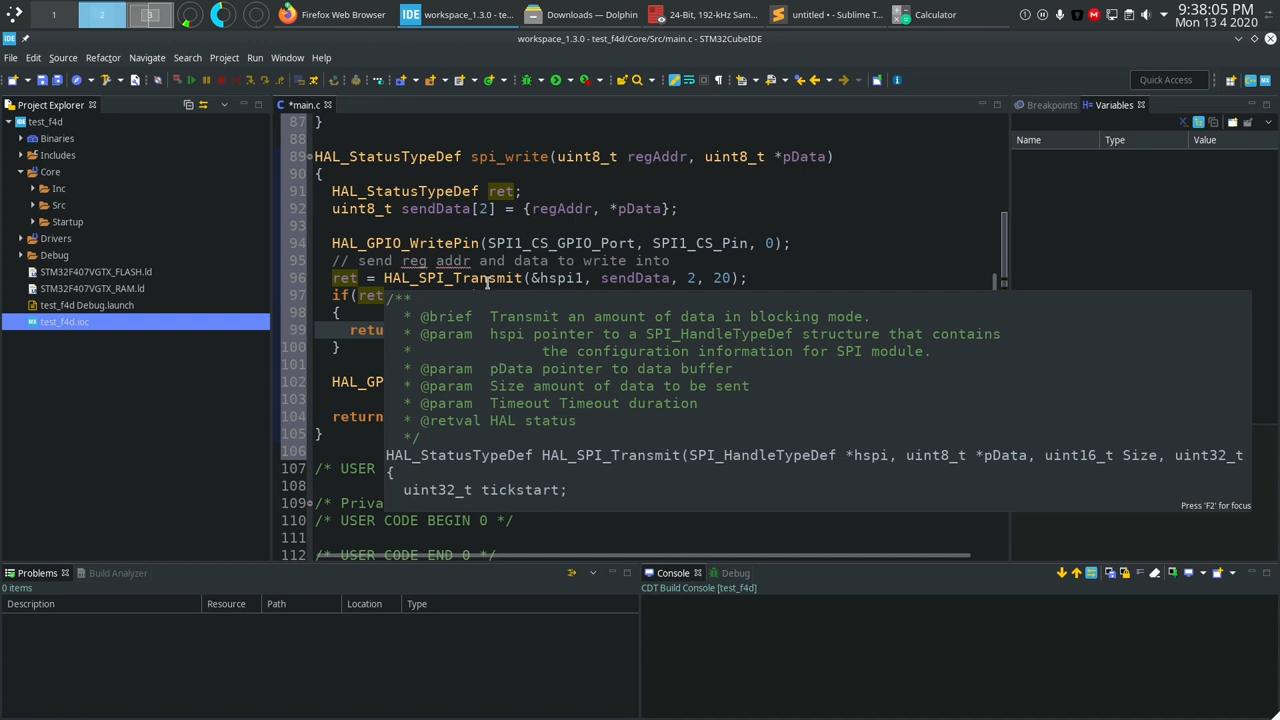 1
2
3
Firefox Web Browser
IDE
workspace_1.3.0 - te...
Downloads — Dolphin
24-Bit, 192-kHz Sam...
untitled • - Sublime T...
Calculator
9:38:05 PM
Mon 13 4 2020
IDE
workspace_1.3.0 - test_f4d/Core/Src/main.c - STM32CubeIDE
File Edit Source Refactor Navigate Search Project Run Window Help
Quick Access
Project Explorer
*main.c
Breakpoints
Variables
Name Type Value
test_f4d
Binaries
Includes
Core
Inc
Src
Startup
Drivers
Debug
STM32F407VGTX_FLASH.ld
STM32F407VGTX_RAM.ld
test_f4d Debug.launch
MX test_f4d.ioc
87 }
88
89 HAL_StatusTypeDef spi_write(uint8_t regAddr, uint8_t *pData)
90 {
91 HAL_StatusTypeDef ret;
92 uint8_t sendData[2] = {regAddr, *pData};
93
94 HAL_GPIO_WritePin(SPI1_CS_GPIO_Port, SPI1_CS_Pin, 0);
95 // send reg addr and data to write into
96 ret = HAL_SPI_Transmit(&hspi1, sendData, 2, 20);
97 if(ret
98 {
99 retu
100 }
101
102 HAL_GP
103
104 return
105 }
106
107 /* USER
108
109 /* Priva
110 /* USER CODE BEGIN 0 */
111
112 /* USER CODE END 0 */
/**
* @brief Transmit an amount of data in blocking mode.
* @param hspi pointer to a SPI_HandleTypeDef structure that contains
* the configuration information for SPI module.
* @param pData pointer to data buffer
* @param Size amount of data to be sent
* @param Timeout Timeout duration
* @retval HAL status
*/
HAL_StatusTypeDef HAL_SPI_Transmit(SPI_HandleTypeDef *hspi, uint8_t *pData, uint16_t Size, uint32_t
{
uint32_t tickstart;
Press 'F2' for focus
Problems
Build Analyzer
0 items
Description Resource Path Location Type
Console
Debug
CDT Build Console [test_f4d]